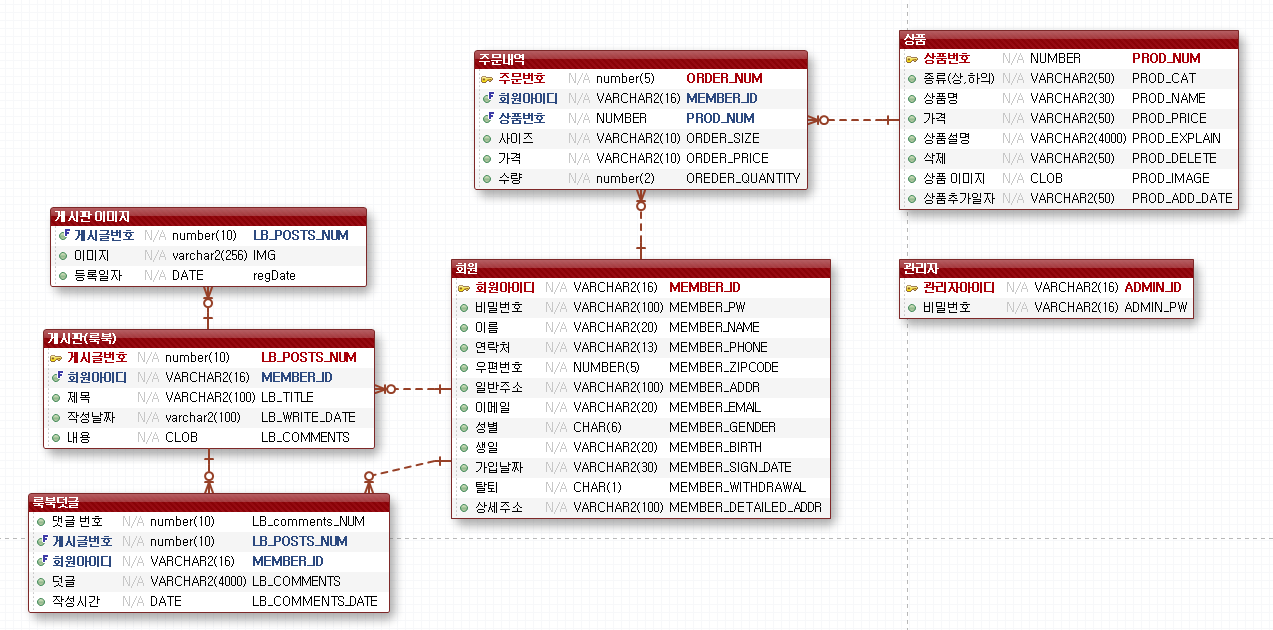 주문내역
주문번호 N/A number(5) ORDER_NUM
회원아이디 N/A VARCHAR2(16) MEMBER_ID
상품번호 N/A NUMBER PROD_NUM
사이즈 N/A VARCHAR2(10) ORDER_SIZE
가격 N/A VARCHAR2(10) ORDER_PRICE
수량 N/A number(2) OREDER_QUANTITY
상품
상품번호 N/A NUMBER PROD_NUM
종류(상,하의) N/A VARCHAR2(50) PROD_CAT
상품명 N/A VARCHAR2(30) PROD_NAME
가격 N/A VARCHAR2(50) PROD_PRICE
상품설명 N/A VARCHAR2(4000) PROD_EXPLAIN
삭제 N/A VARCHAR2(50) PROD_DELETE
상품 이미지 N/A CLOB PROD_IMAGE
상품추가일자 N/A VARCHAR2(50) PROD_ADD_DATE
게시판 이미지
게시글번호 N/A number(10) LB_POSTS_NUM
이미지 N/A varchar2(256) IMG
등록일자 N/A DATE regDate
회원
회원아이디 N/A VARCHAR2(16) MEMBER_ID
비밀번호 N/A VARCHAR2(100) MEMBER_PW
이름 N/A VARCHAR2(20) MEMBER_NAME
연락처 N/A VARCHAR2(13) MEMBER_PHONE
우편번호 N/A NUMBER(5) MEMBER_ZIPCODE
일반주소 N/A VARCHAR2(100) MEMBER_ADDR
이메일 N/A VARCHAR2(20) MEMBER_EMAIL
성별 N/A CHAR(6) MEMBER_GENDER
생일 N/A VARCHAR2(20) MEMBER_BIRTH
가입날짜 N/A VARCHAR2(30) MEMBER_SIGN_DATE
탈퇴 N/A CHAR(1) MEMBER_WITHDRAWAL
상세주소 N/A VARCHAR2(100) MEMBER_DETAILED_ADDR
관리자
관리자아이디 N/A VARCHAR2(16) ADMIN_ID
비밀번호 N/A VARCHAR2(16) ADMIN_PW
게시판(룩북)
게시글번호 N/A number(10) LB_POSTS_NUM
회원아이디 N/A VARCHAR2(16) MEMBER_ID
제목 N/A VARCHAR2(100) LB_TITLE
작성날짜 N/A varchar2(100) LB_WRITE_DATE
내용 N/A CLOB LB_COMMENTS
룩북댓글
댓글 번호 N/A number(10) LB_comments_NUM
게시글번호 N/A number(10) LB_POSTS_NUM
회원아이디 N/A VARCHAR2(16) MEMBER_ID
댓글 N/A VARCHAR2(4000) LB_COMMENTS
작성시간 N/A DATE LB_COMMENTS_DATE